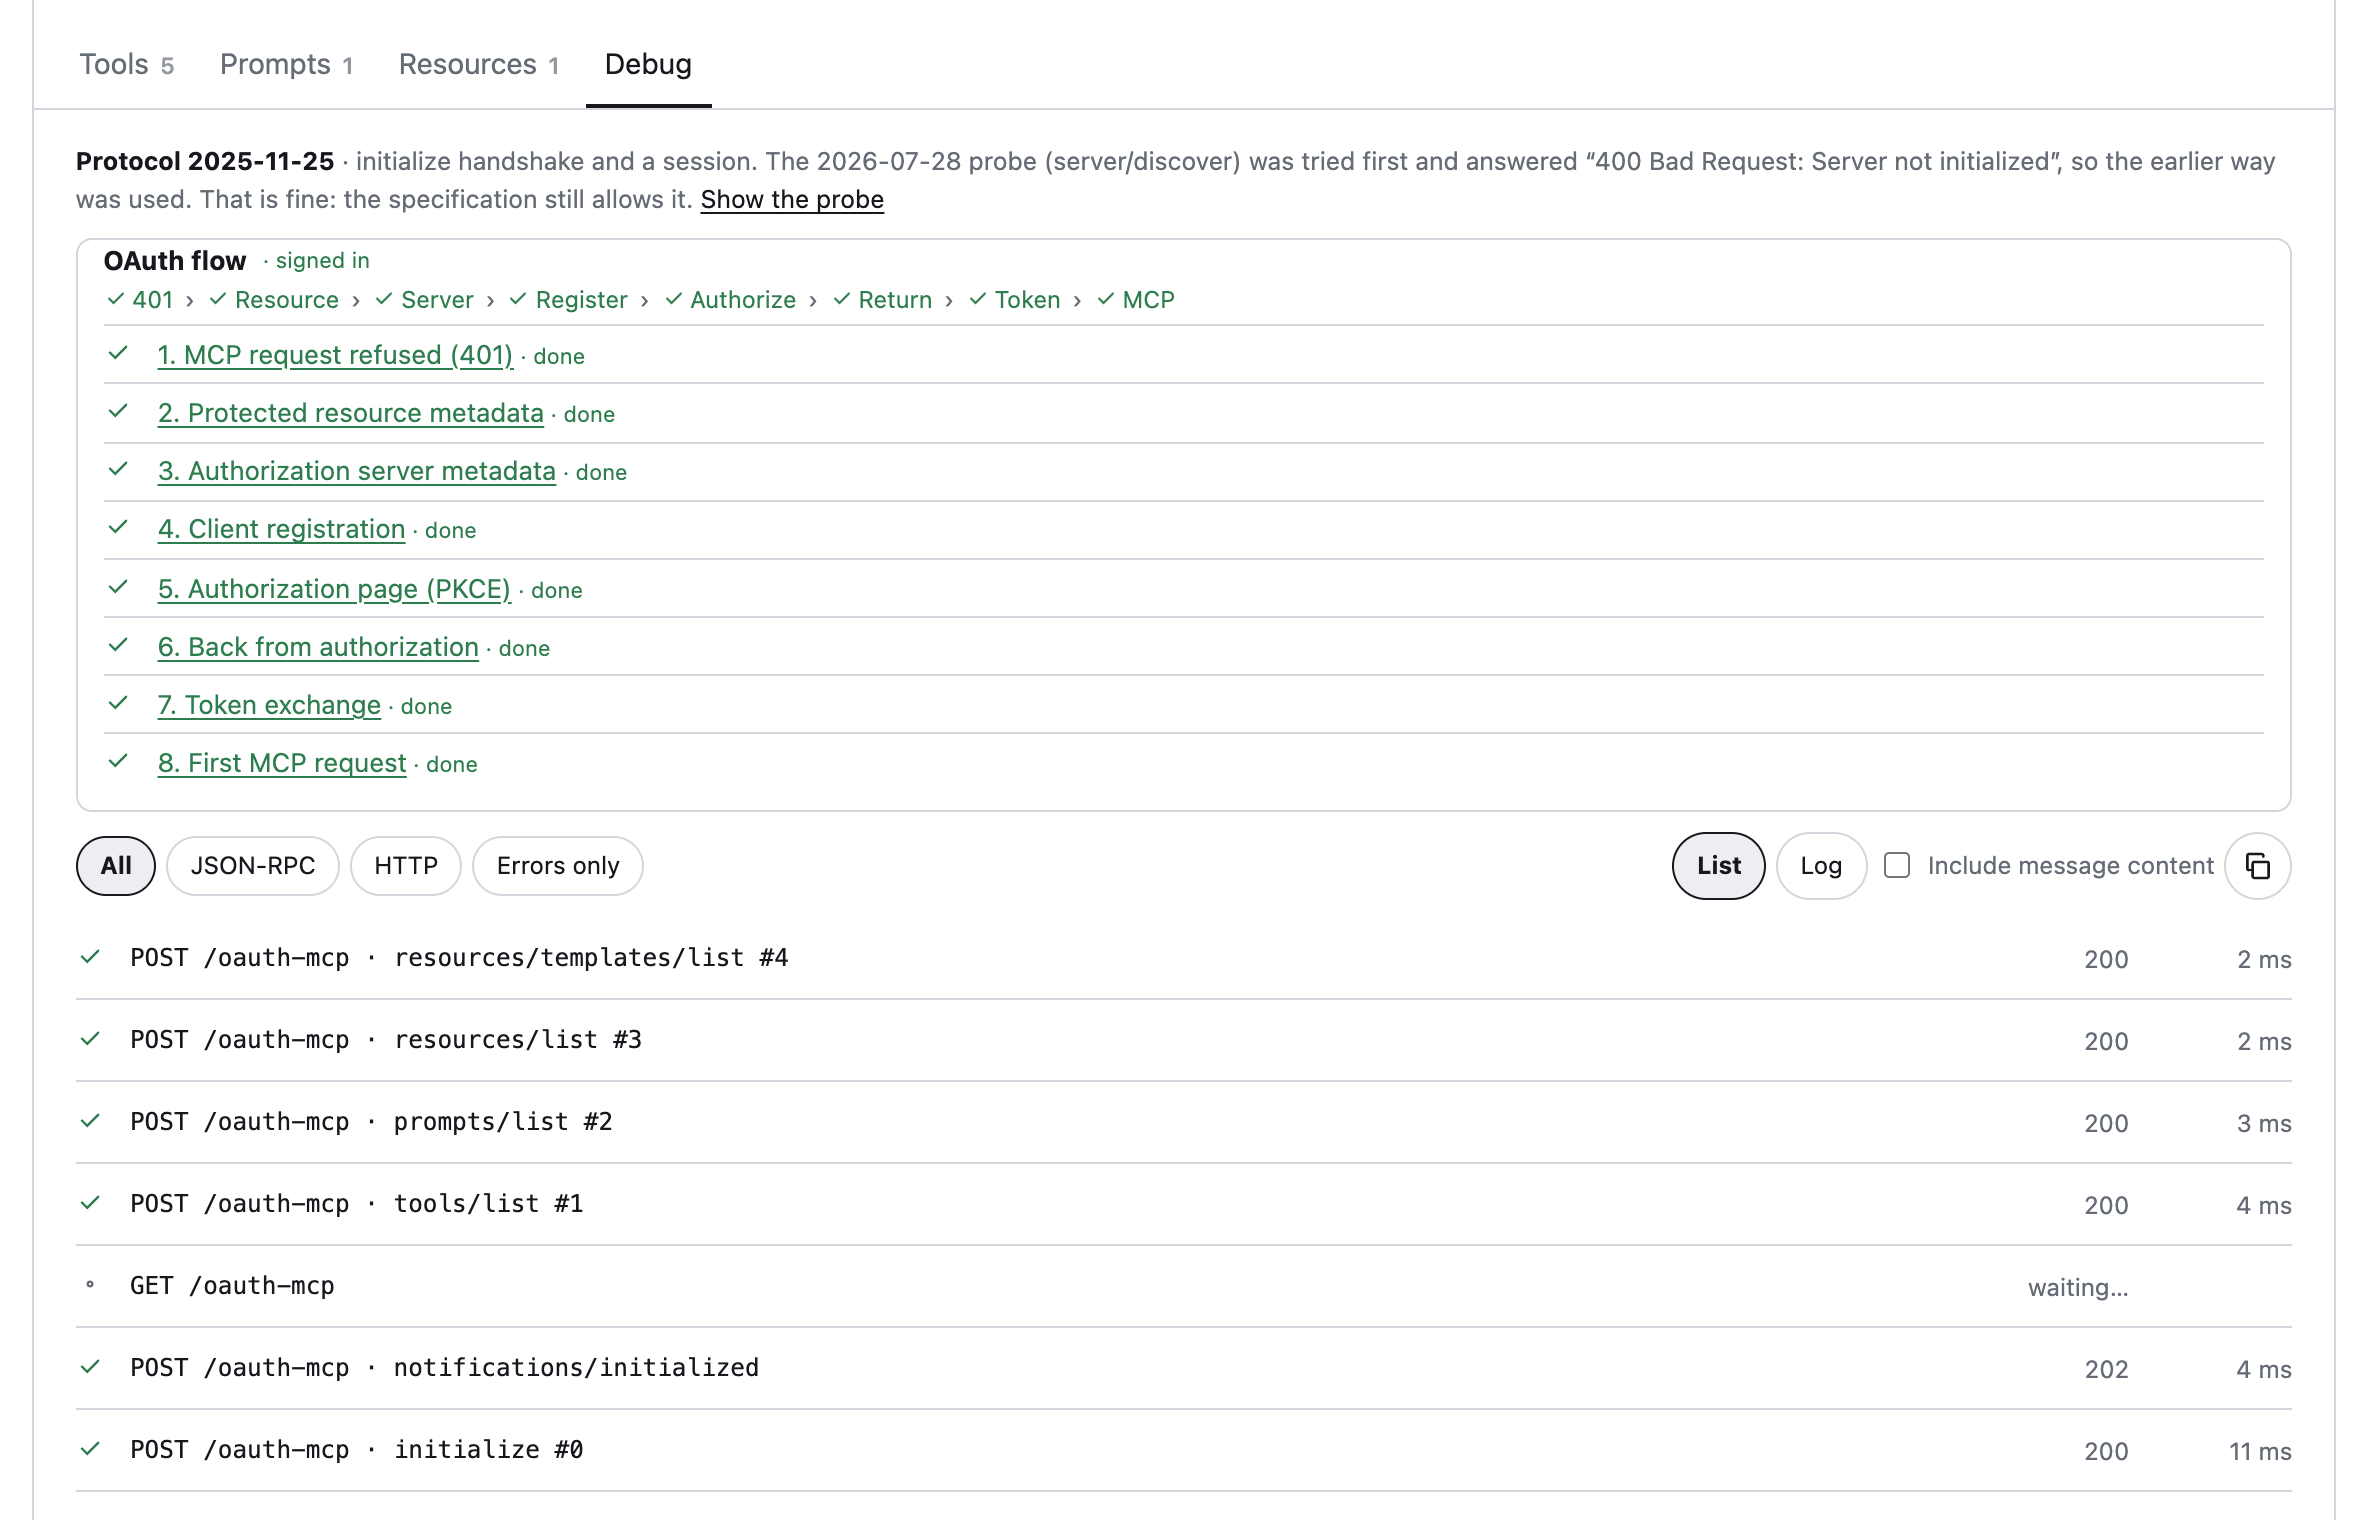 Tools 5 Prompts 1 Resources 1 Debug
Protocol 2025-11-25 · initialize handshake and a session. The 2026-07-28 probe (server/discover) was tried first and answered “400 Bad Request: Server not initialized”, so the earlier way
was used. That is fine: the specification still allows it. Show the probe
OAuth flow · signed in
✓ 401 › ✓ Resource › ✓ Server › ✓ Register › ✓ Authorize › ✓ Return › ✓ Token › ✓ MCP
✓ 1. MCP request refused (401) · done
✓ 2. Protected resource metadata · done
✓ 3. Authorization server metadata · done
✓ 4. Client registration · done
✓ 5. Authorization page (PKCE) · done
✓ 6. Back from authorization · done
✓ 7. Token exchange · done
✓ 8. First MCP request · done
All JSON-RPC HTTP Errors only List Log Include message content
✓ POST /oauth-mcp · resources/templates/list #4 200 2 ms
✓ POST /oauth-mcp · resources/list #3 200 2 ms
✓ POST /oauth-mcp · prompts/list #2 200 3 ms
✓ POST /oauth-mcp · tools/list #1 200 4 ms
∘ GET /oauth-mcp waiting…
✓ POST /oauth-mcp · notifications/initialized 202 4 ms
✓ POST /oauth-mcp · initialize #0 200 11 ms